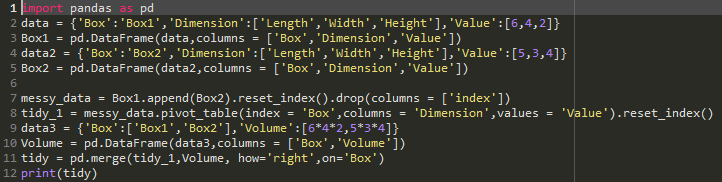 1 import pandas as pd
2 data = {'Box':'Box1','Dimension':['Length','Width','Height'],'Value':[6,4,2]}
3 Box1 = pd.DataFrame(data,columns = ['Box','Dimension','Value'])
4 data2 = {'Box':'Box2','Dimension':['Length','Width','Height'],'Value':[5,3,4]}
5 Box2 = pd.DataFrame(data2,columns = ['Box','Dimension','Value'])
6
7 messy_data = Box1.append(Box2).reset_index().drop(columns = ['index'])
8 tidy_1 = messy_data.pivot_table(index = 'Box',columns = 'Dimension',values = 'Value').reset_index()
9 data3 = {'Box':['Box1','Box2'],'Volume':[6*4*2,5*3*4]}
10 Volume = pd.DataFrame(data3,columns = ['Box','Volume'])
11 tidy = pd.merge(tidy_1,Volume, how='right',on='Box')
12 print(tidy)